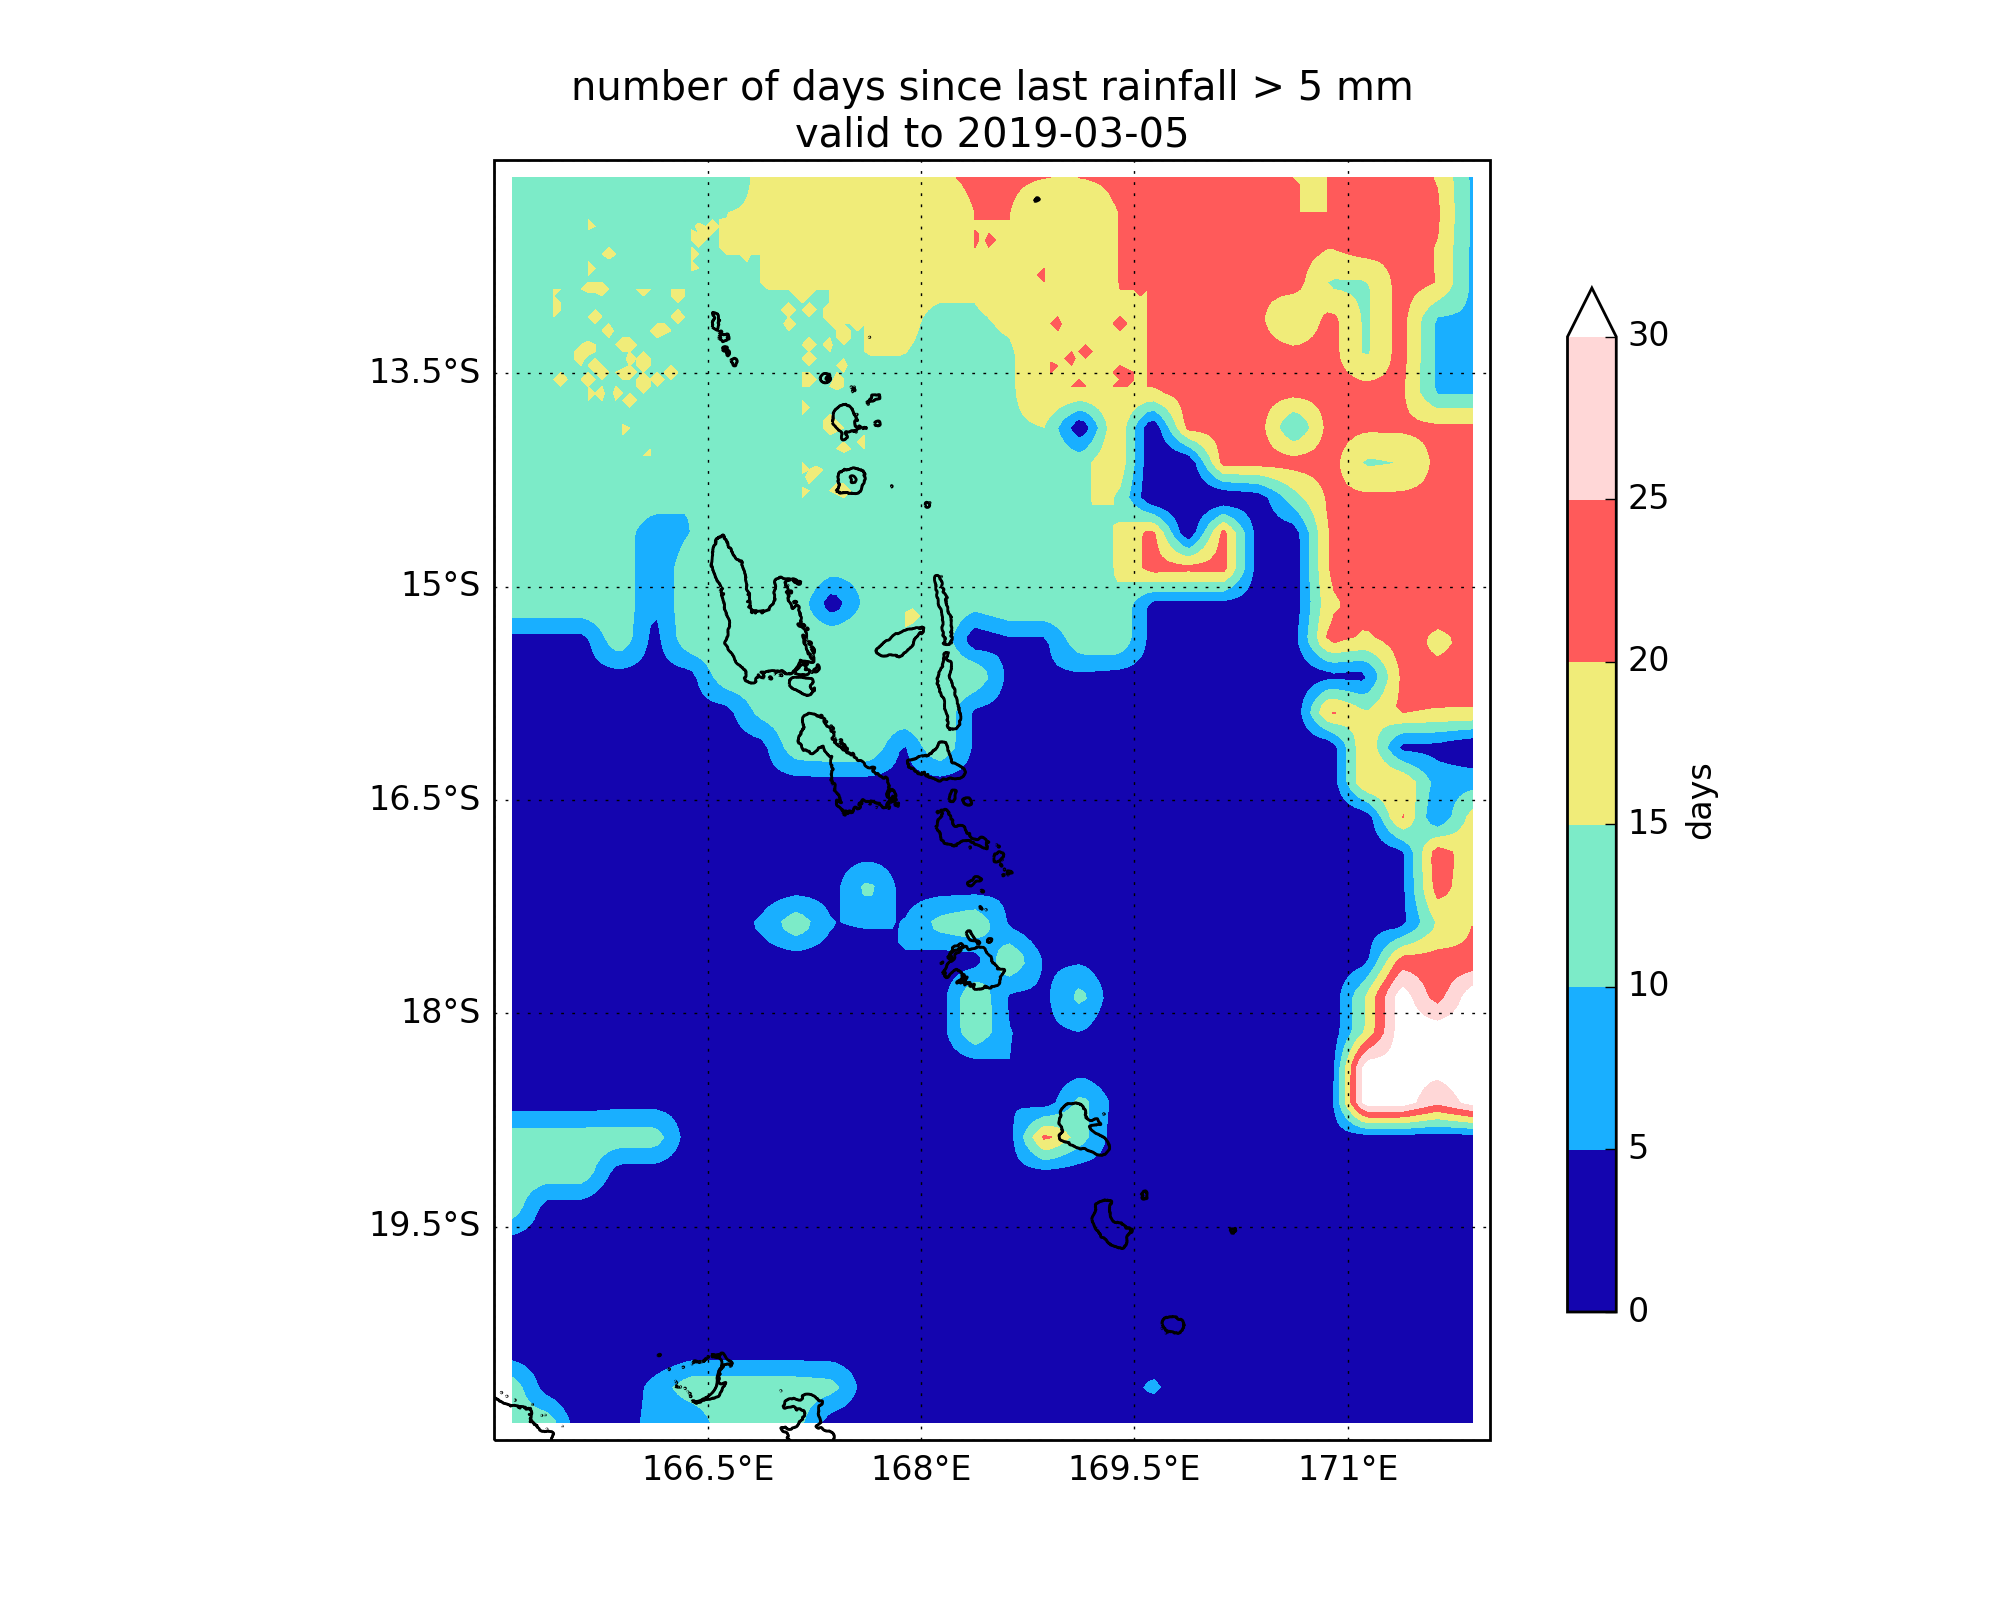 number of days since last rainfall > 5 mm
valid to 2019-03-05
13.5°S
15°S
16.5°S
18°S
19.5°S
166.5°E
168°E
169.5°E
171°E
30
25
20
15
10
5
0
days